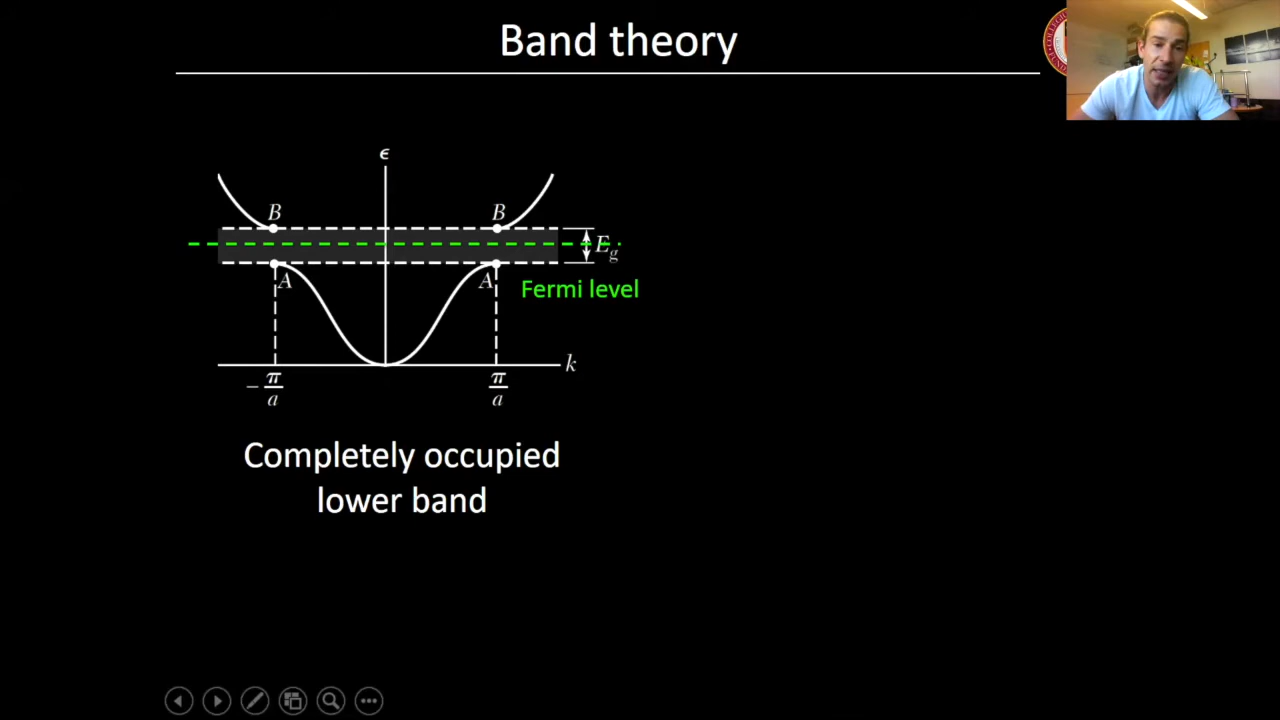 Band theory
ϵ
B
B
E_g
A
A
Fermi level
k
− π/a
π/a
Completely occupied
lower band